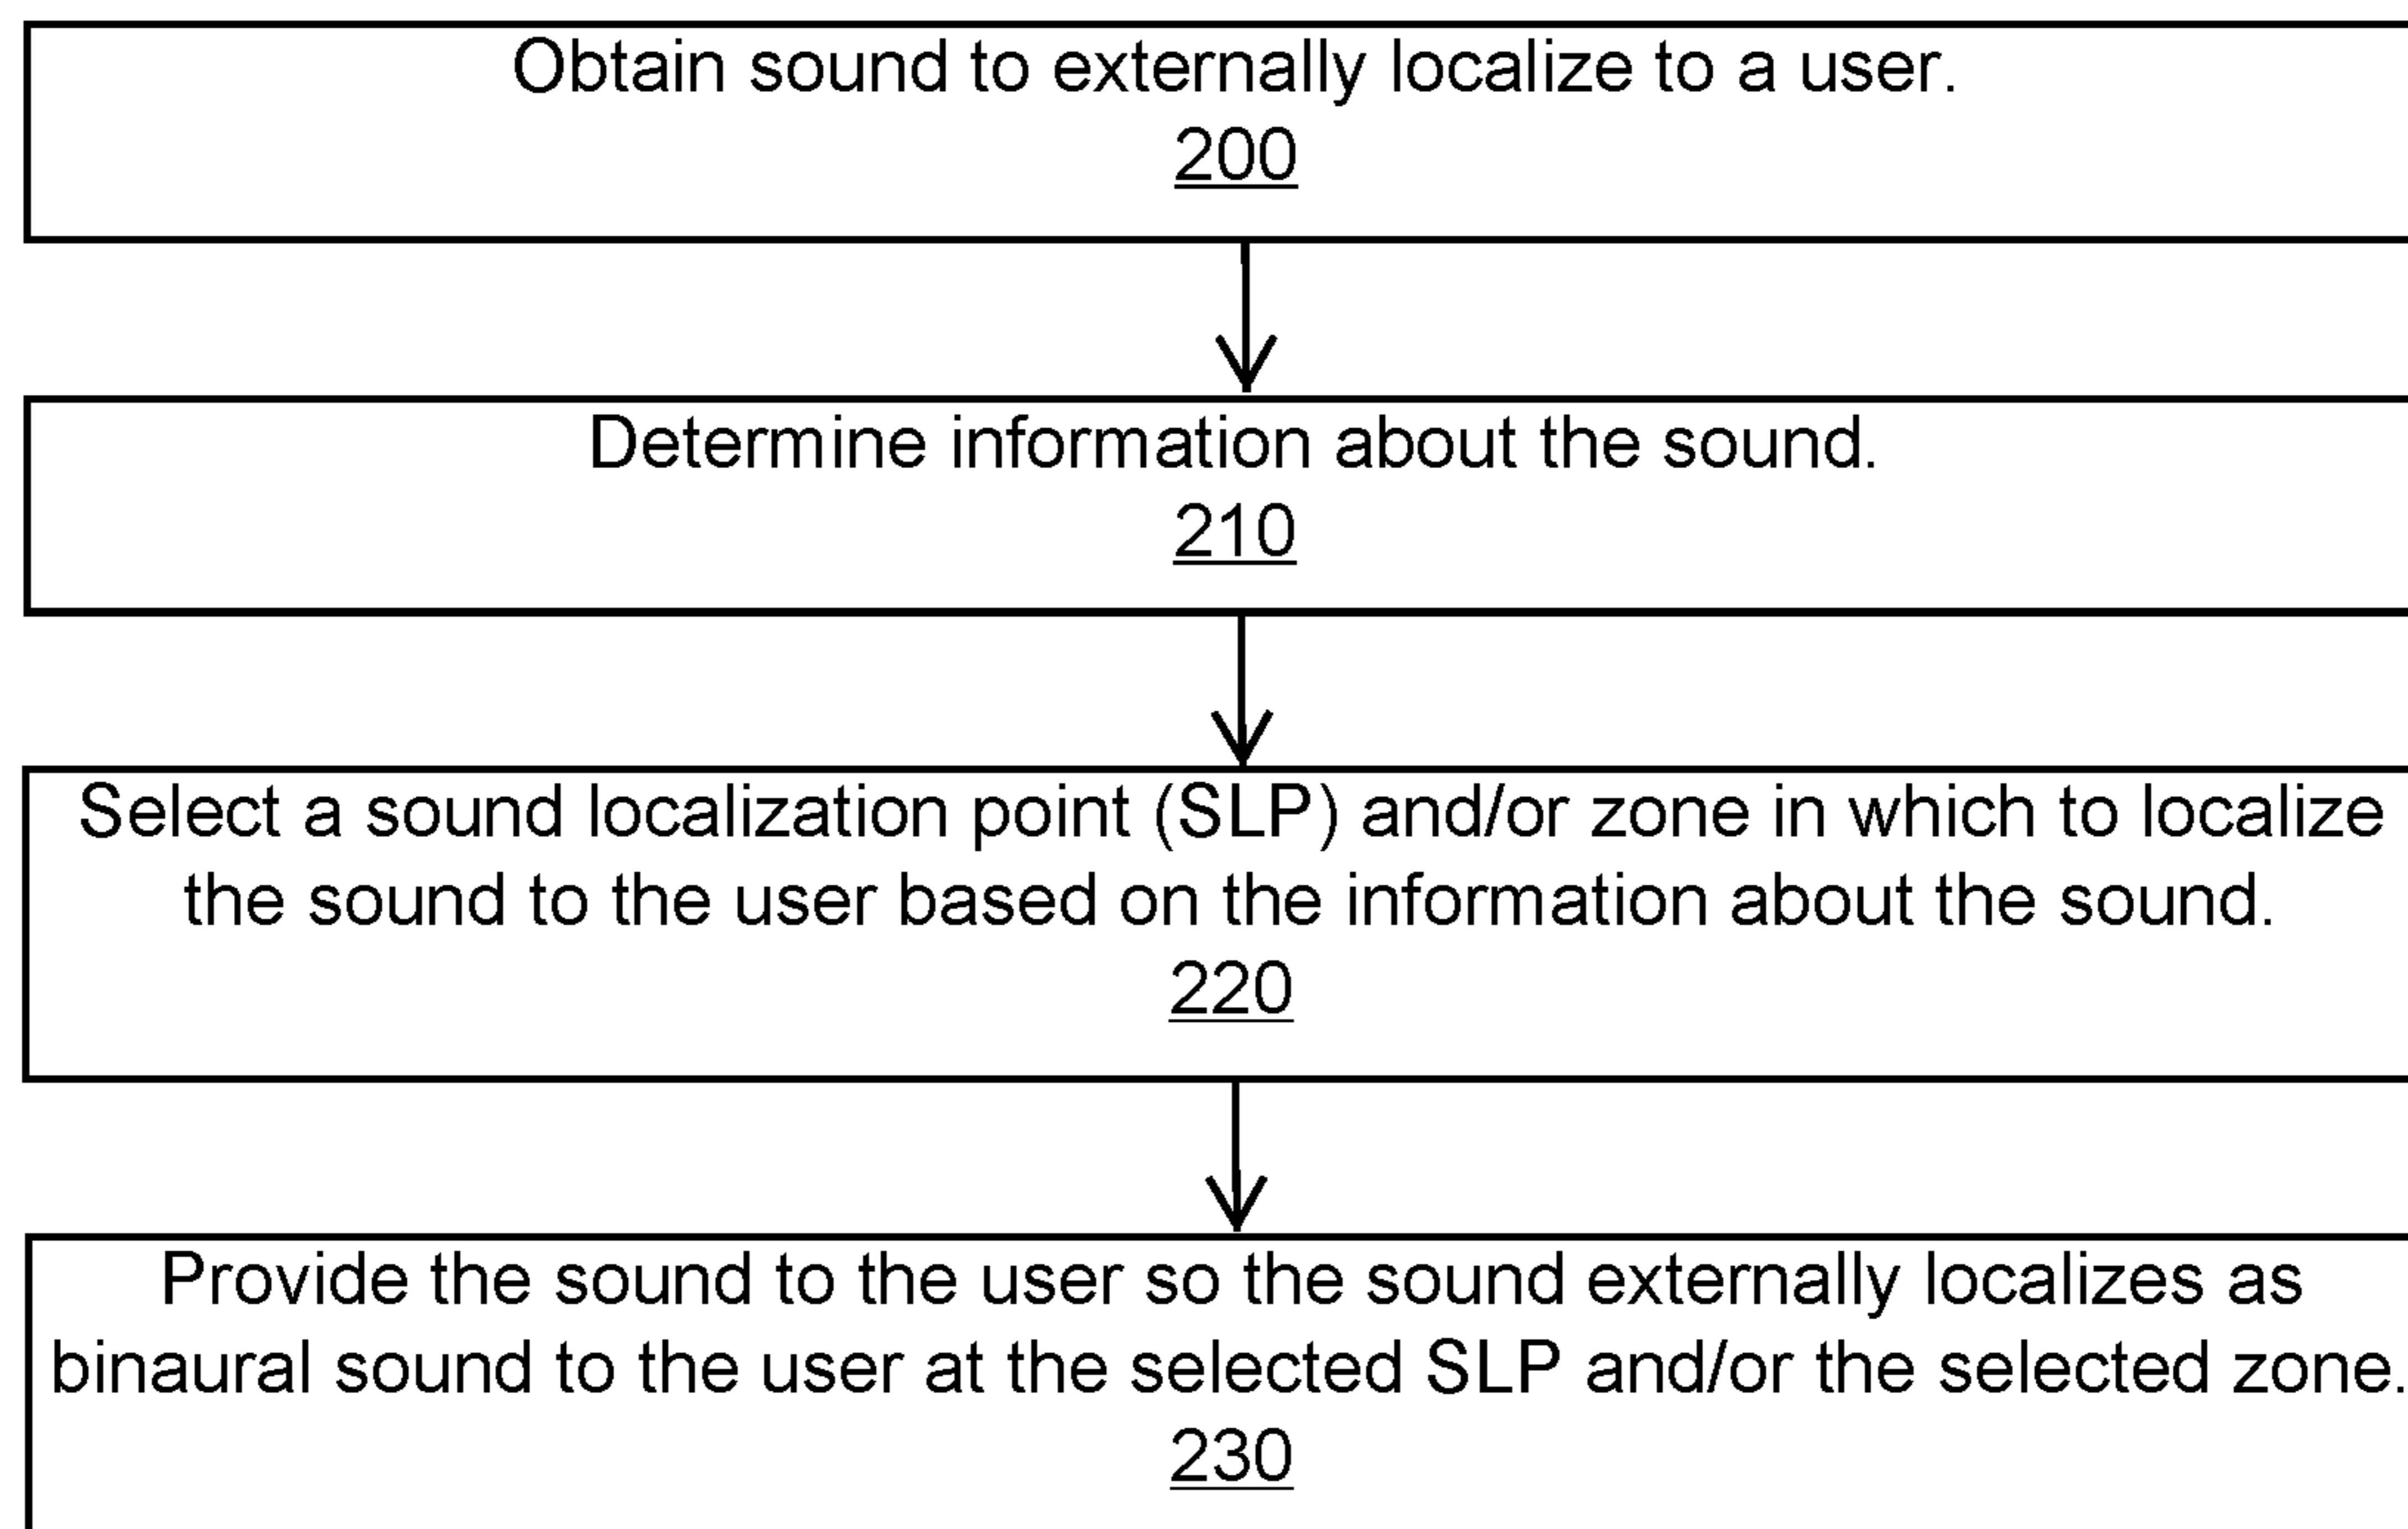 Obtain sound to externally localize to a user.
200
Determine information about the sound.
210
Select a sound localization point (SLP) and/or zone in which to localize
the sound to the user based on the information about the sound.
220
Provide the sound to the user so the sound externally localizes as
binaural sound to the user at the selected SLP and/or the selected zone.
230